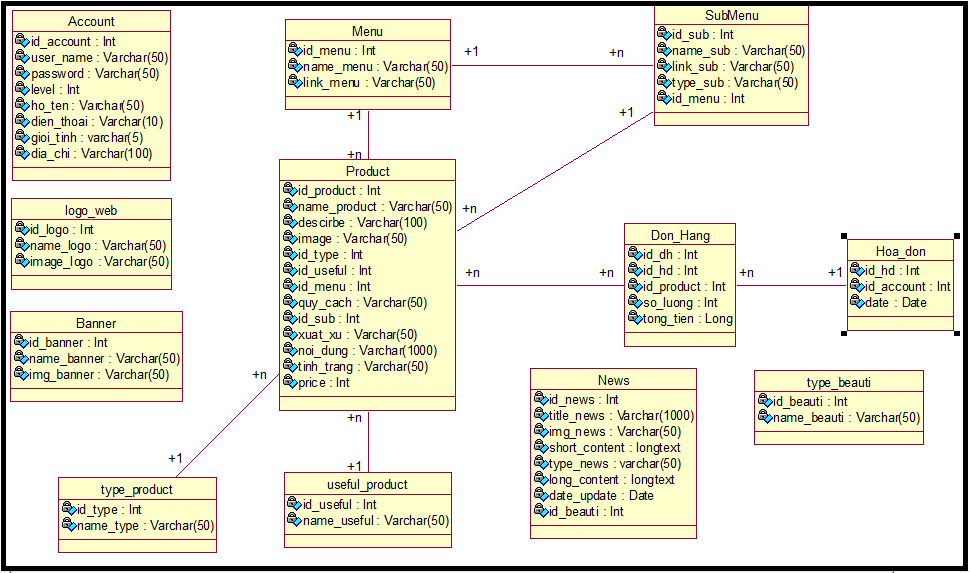 Account
id_account : Int
user_name : Varchar(50)
password : Varchar(50)
level : Int
ho_ten : Varchar(50)
dien_thoai : Varchar(10)
gioi_tinh : varchar(5)
dia_chi : Varchar(100)
Menu
id_menu : Int
name_menu : Varchar(50)
link_menu : Varchar(50)
+1
+n
SubMenu
id_sub : Int
name_sub : Varchar(50)
link_sub : Varchar(50)
type_sub : Varchar(50)
id_menu : Int
+1
+n
+1
+n
logo_web
id_logo : Int
name_logo : Varchar(50)
image_logo : Varchar(50)
Product
id_product : Int
name_product : Varchar(50)
descirbe : Varchar(100)
image : Varchar(50)
id_type : Int
id_useful : Int
id_menu : Int
quy_cach : Varchar(50)
id_sub : Int
xuat_xu : Varchar(50)
noi_dung : Varchar(1000)
tinh_trang : Varchar(50)
price : Int
+n
+n
Don_Hang
id_dh : Int
id_hd : Int
id_product : Int
so_luong : Int
tong_tien : Long
+n
+1
Hoa_don
id_hd : Int
id_account : Int
date : Date
Banner
id_banner : Int
name_banner : Varchar(50)
img_banner : Varchar(50)
+n
+1
+n
+1
News
id_news : Int
title_news : Varchar(1000)
img_news : Varchar(50)
short_content : longtext
type_news : varchar(50)
long_content : longtext
date_update : Date
id_beauti : Int
type_beauti
id_beauti : Int
name_beauti : Varchar(50)
type_product
id_type : Int
name_type : Varchar(50)
useful_product
id_useful : Int
name_useful : Varchar(50)